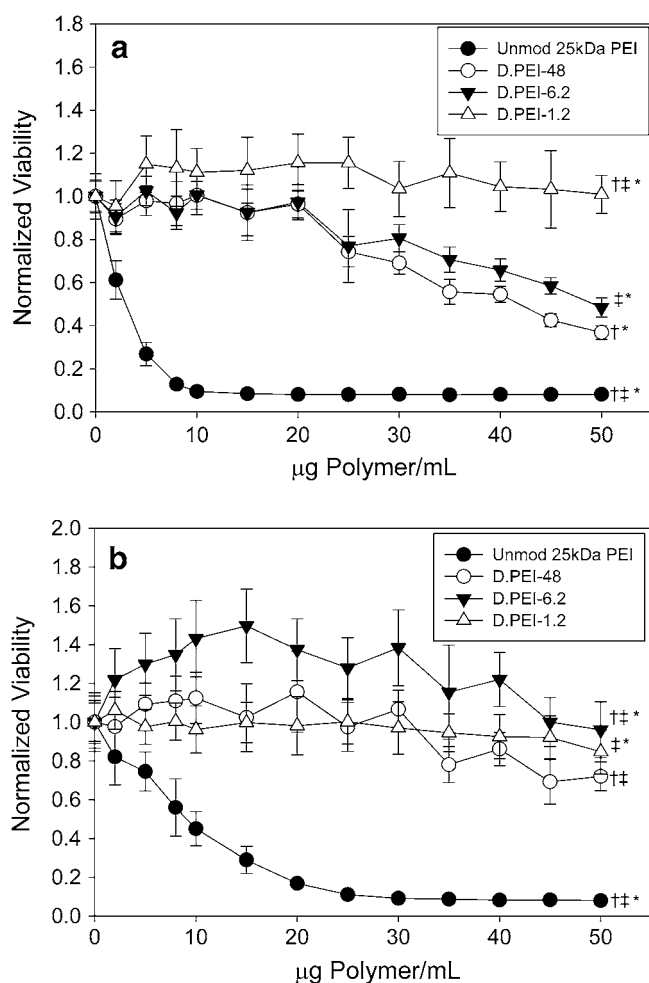 a
1.8
1.6
1.4
1.2
1.0
0.8
0.6
0.4
0.2
0.0
Normalized Viability
Unmod 25kDa PEI
D.PEI-48
D.PEI-6.2
D.PEI-1.2
†‡*
‡*
†*
†‡*
0 10 20 30 40 50
μg Polymer/mL
b
2.0
1.8
1.6
1.4
1.2
1.0
0.8
0.6
0.4
0.2
0.0
Normalized Viability
Unmod 25kDa PEI
D.PEI-48
D.PEI-6.2
D.PEI-1.2
†‡*
‡*
†‡
†‡*
0 10 20 30 40 50
μg Polymer/mL